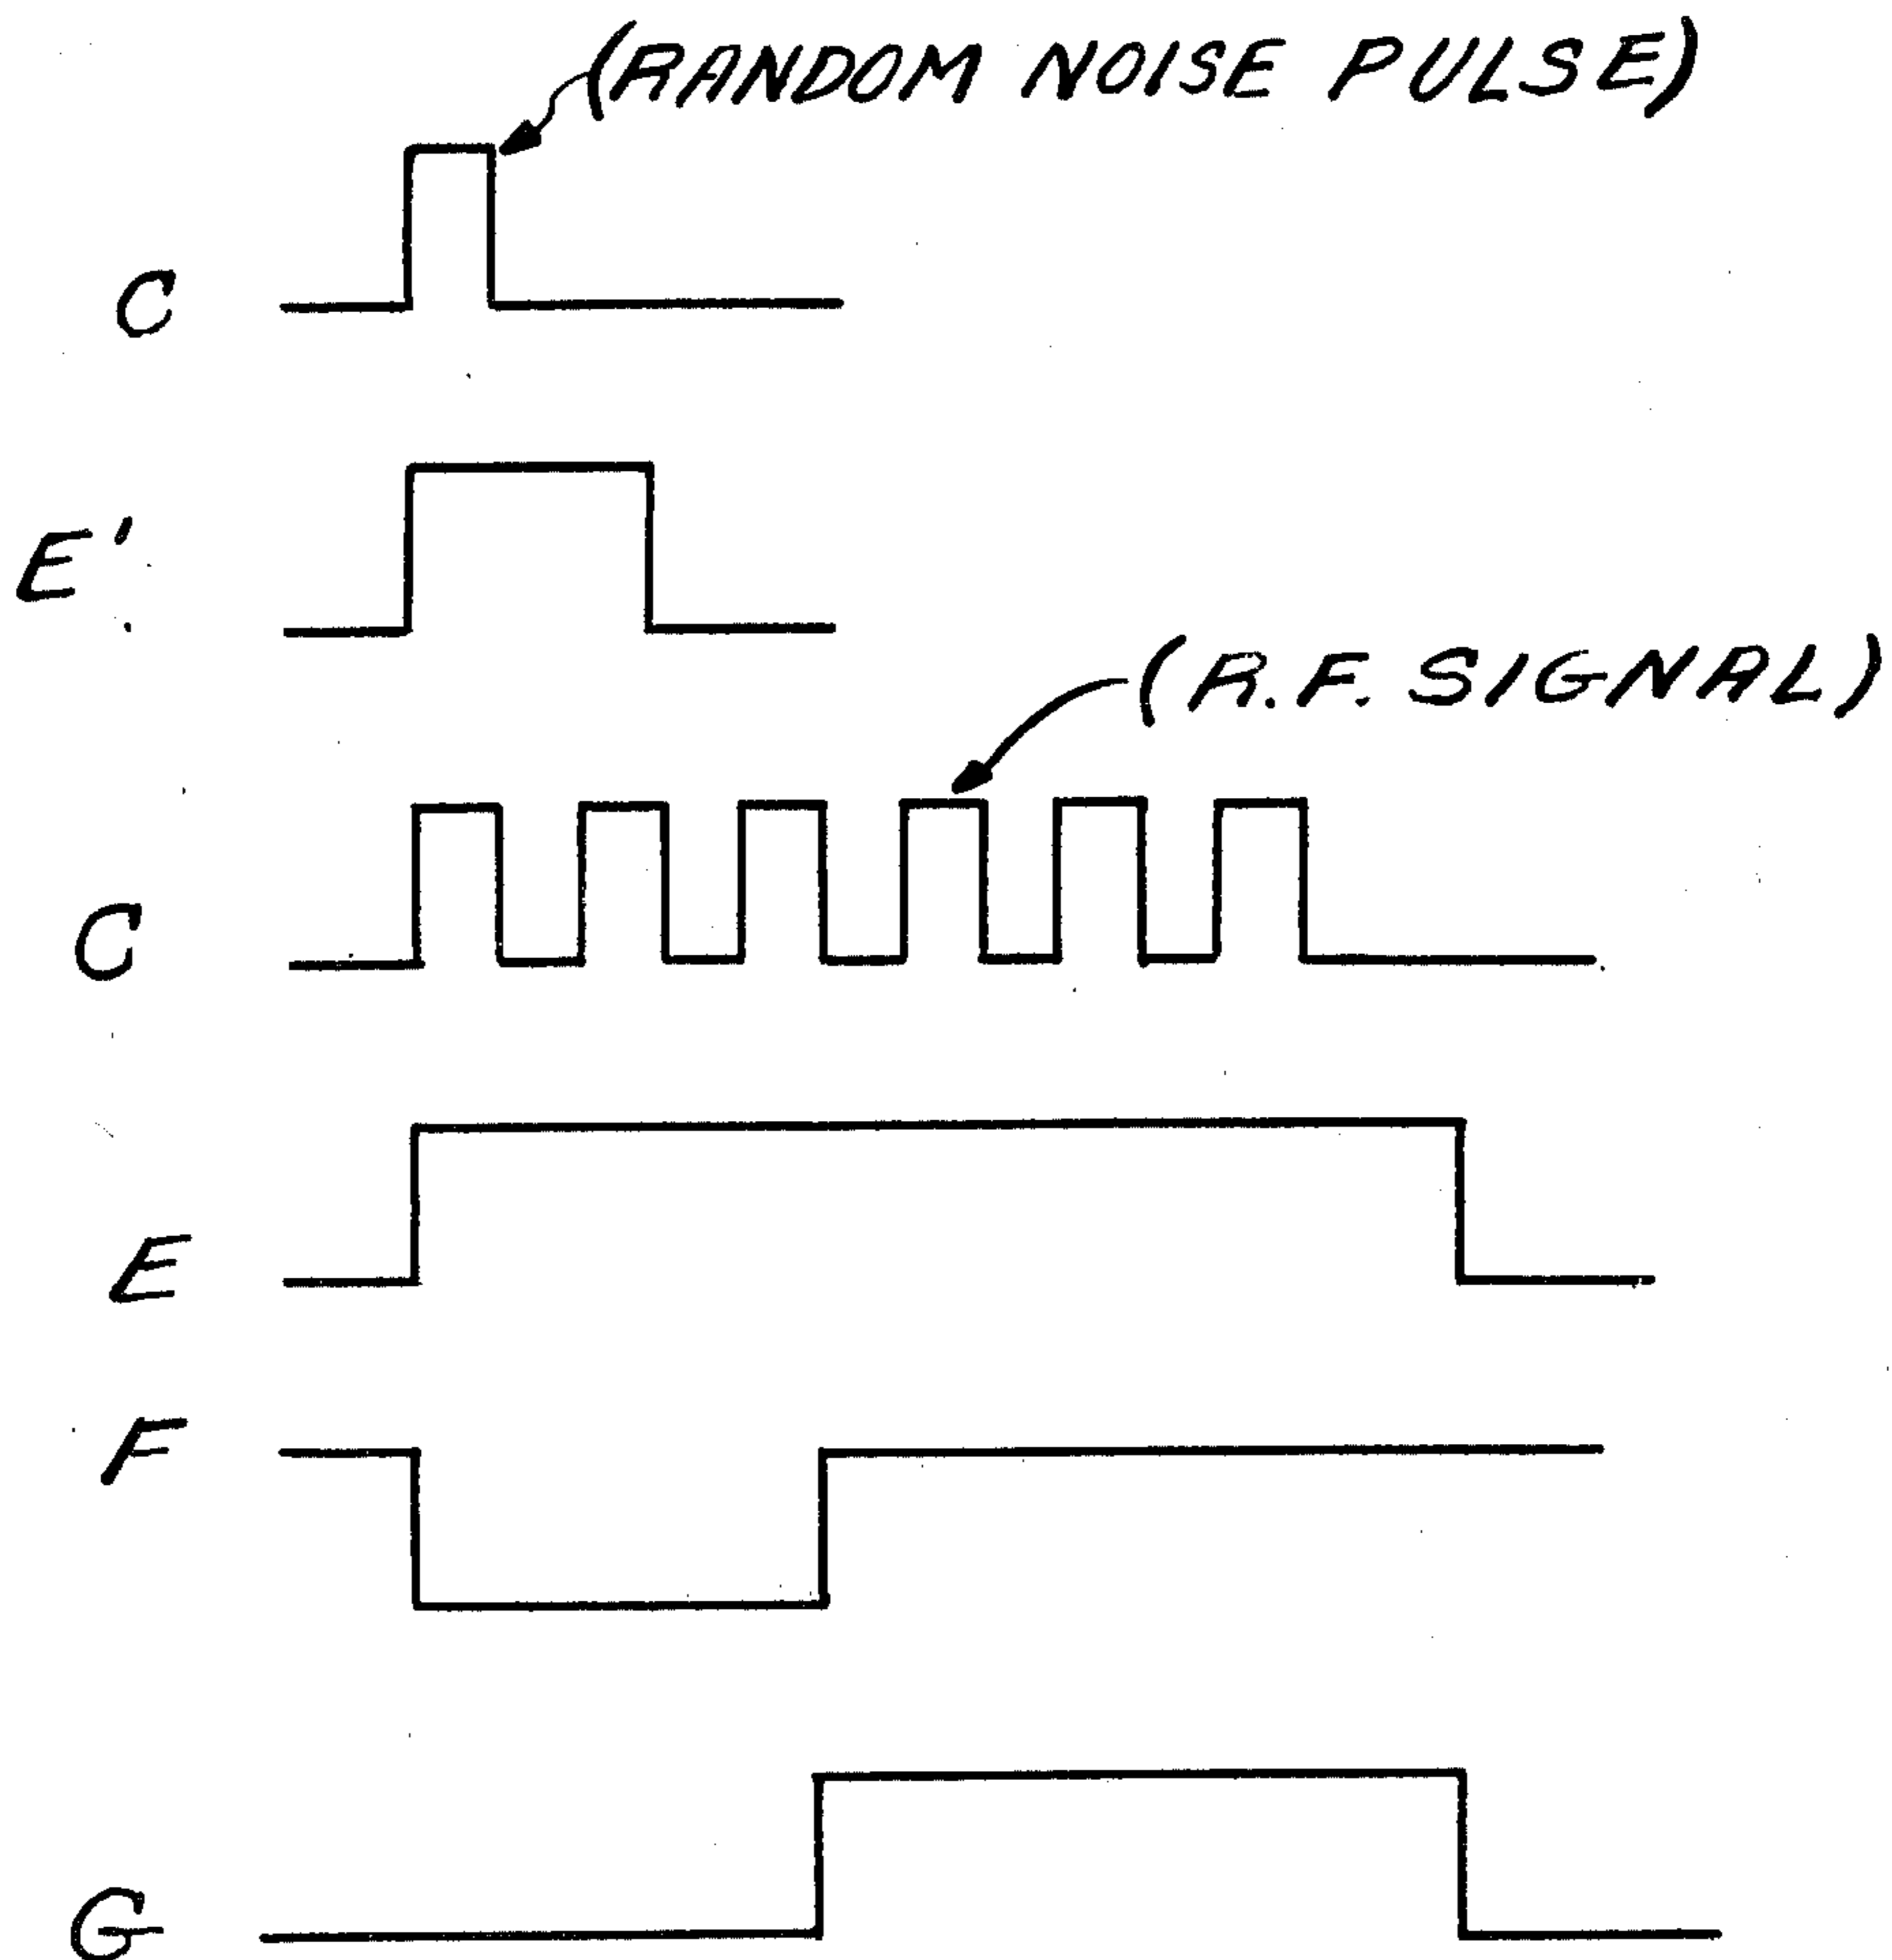 (RANDOM NOISE PULSE)
C
E'
(R.F. SIGNAL)
C
E
F
G